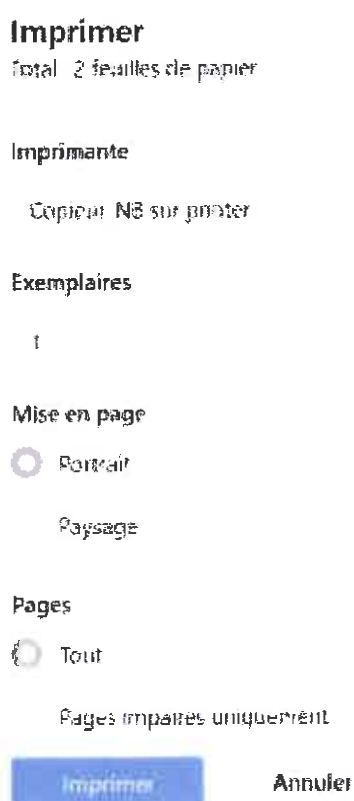 Imprimer
Total : 2 feuilles de papier
Imprimante
Copieur NB sur printer
Exemplaires
1
Mise en page
Portrait
Paysage
Pages
Tout
Pages impaires uniquement
Imprimer
Annuler